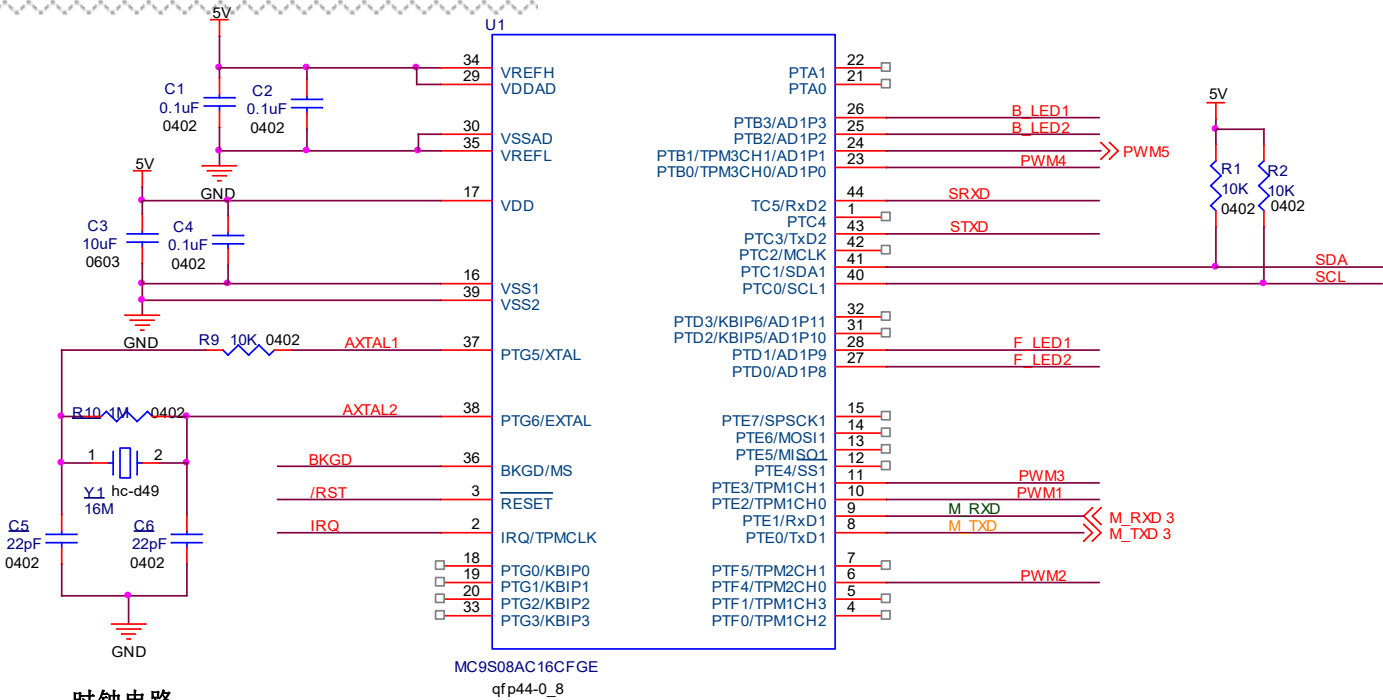 5V
U1
C1
0.1uF
0402
C2
0.1uF
0402
GND
34
VREFH
29
VDDAD
30
VSSAD
35
VREFL
5V
C3
10uF
0603
C4
0.1uF
0402
GND
17
VDD
16
VSS1
39
VSS2
R9 10K 0402
AXTAL1
37
PTG5/XTAL
R10 1M 0402
AXTAL2
38
PTG6/EXTAL
1
2
Y1
hc-d49
16M
C5
22pF
0402
C6
22pF
0402
GND
BKGD
36
BKGD/MS
/RST
3
RESET
IRQ
2
IRQ/TPMCLK
18
PTG0/KBIP0
19
PTG1/KBIP1
20
PTG2/KBIP2
33
PTG3/KBIP3
PTA1
22
PTA0
21
PTB3/AD1P3
26
B_LED1
PTB2/AD1P2
25
B_LED2
PTB1/TPM3CH1/AD1P1
24
PWM5
PTB0/TPM3CH0/AD1P0
23
PWM4
TC5/RxD2
44
SRXD
PTC4
1
PTC3/TxD2
43
STXD
PTC2/MCLK
42
PTC1/SDA1
41
SDA
PTC0/SCL1
40
SCL
5V
R1
10K
0402
R2
10K
0402
PTD3/KBIP6/AD1P11
32
PTD2/KBIP5/AD1P10
31
PTD1/AD1P9
28
F_LED1
PTD0/AD1P8
27
F_LED2
PTE7/SPSCK1
15
PTE6/MOSI1
14
PTE5/MISO1
13
PTE4/SS1
12
PTE3/TPM1CH1
11
PWM3
PTE2/TPM1CH0
10
PWM1
PTE1/RxD1
9
M_RXD
M_RXD 3
PTE0/TxD1
8
M_TXD
M_TXD 3
PTF5/TPM2CH1
7
PTF4/TPM2CH0
6
PWM2
PTF1/TPM1CH3
5
PTF0/TPM1CH2
4
MC9S08AC16CFGE
qfp44-0_8
时钟电路